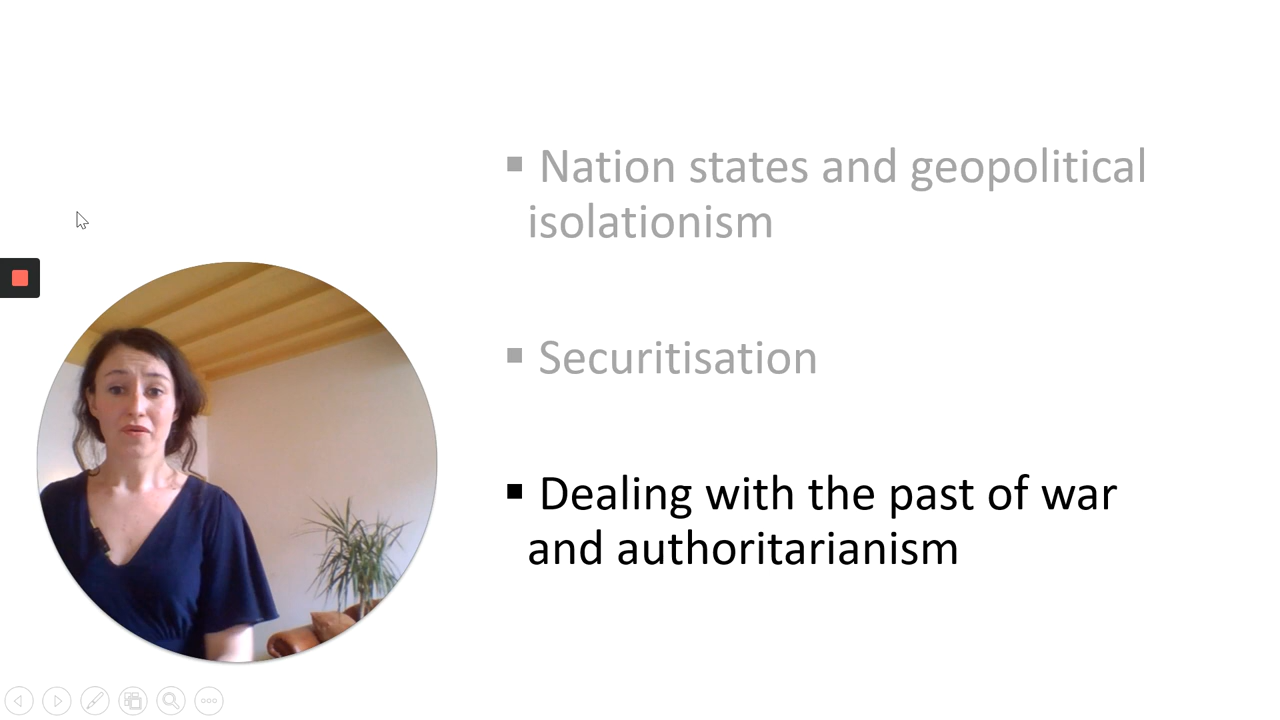 ▪ Nation states and geopolitical
isolationism
▪ Securitisation
▪ Dealing with the past of war
and authoritarianism